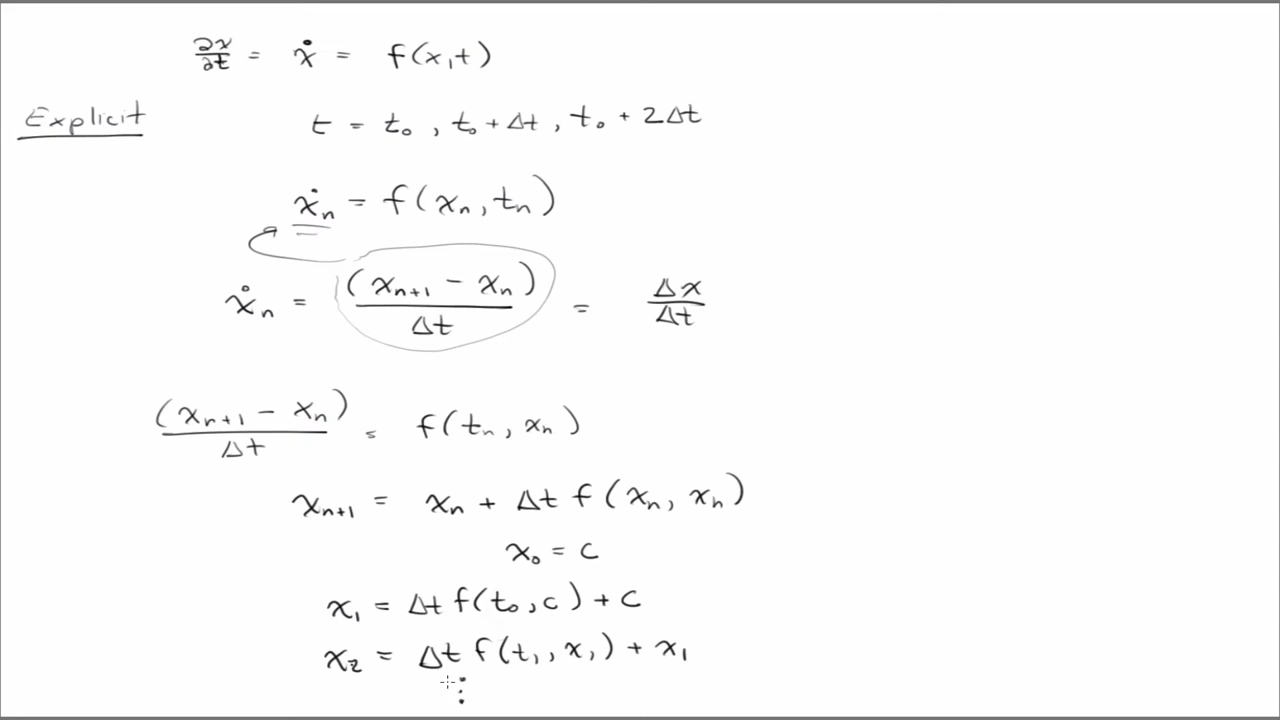 ∂x/∂t = ẋ = f(x,t)
Explicit
t = t₀ , t₀ + Δt , t₀ + 2Δt
ẋₙ = f(xₙ, tₙ)
ẋₙ = (xₙ₊₁ − xₙ)/Δt = Δx/Δt
(xₙ₊₁ − xₙ)/Δt = f(tₙ, xₙ)
xₙ₊₁ = xₙ + Δt f(xₙ, xₙ)
x₀ = c
x₁ = Δt f(t₀, c) + c
x₂ = Δt f(t₁, x₁) + x₁
⋮